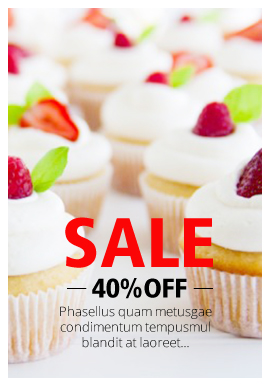 SALE
40%OFF
Phasellus quam metusgae
condimentum tempusmul
blandit at laoreet...